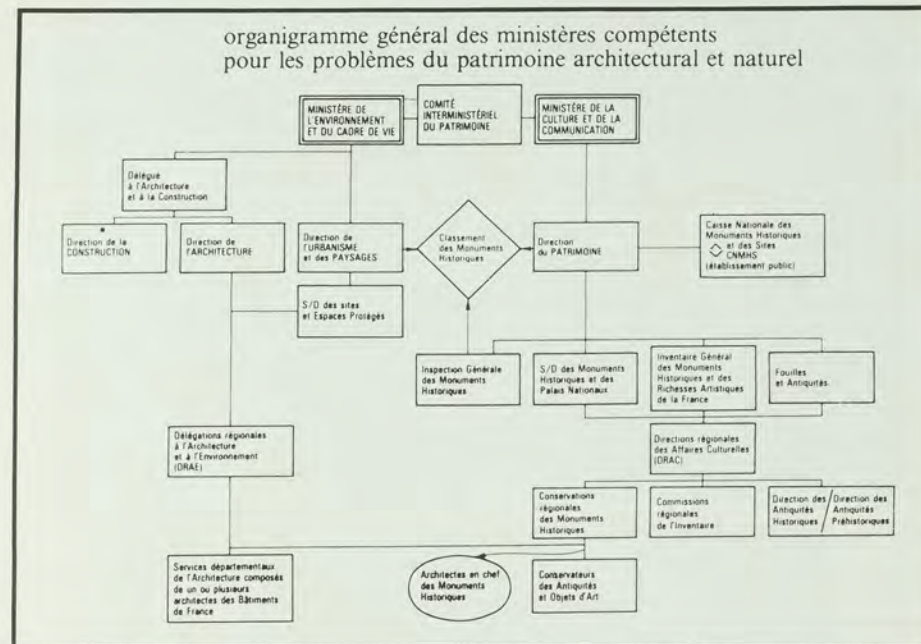 organigramme général des ministères compétents
pour les problèmes du patrimoine architectural et naturel
MINISTÈRE DE
L'ENVIRONNEMENT
ET DU CADRE DE VIE
COMITÉ
INTERMINISTÉRIEL
DU PATRIMOINE
MINISTÈRE DE LA
CULTURE ET DE LA
COMMUNICATION
Délégué
à l'Architecture
et à la Construction
*
Direction de la
CONSTRUCTION
Direction de
l'ARCHITECTURE
Direction de
l'URBANISME
et des PAYSAGES
Classement
des Monuments
Historiques
Direction
du PATRIMOINE
Caisse Nationale des
Monuments Historiques
et des Sites
CNMHS
(établissement public)
S/D des sites
et Espaces Protégés
Inspection Générale
des Monuments
Historiques
S/D des Monuments
Historiques et des
Palais Nationaux
Inventaire Général
des Monuments
Historiques et des
Richesses Artistiques
de la France
Fouilles
et Antiquités
Délégations régionales
à l'Architecture
et à l'Environnement
(DRAE)
Directions régionales
des Affaires Culturelles
(DRAC)
Conservations
régionales
des Monuments
Historiques
Commissions
régionales
de l'Inventaire
Direction des
Antiquités
Historiques
Direction des
Antiquités
Préhistoriques
Services départementaux
de l'Architecture composés
de un ou plusieurs
architectes des Bâtiments
de France
Architectes en chef
des Monuments
Historiques
Conservateurs
des Antiquités
et Objets d'Art